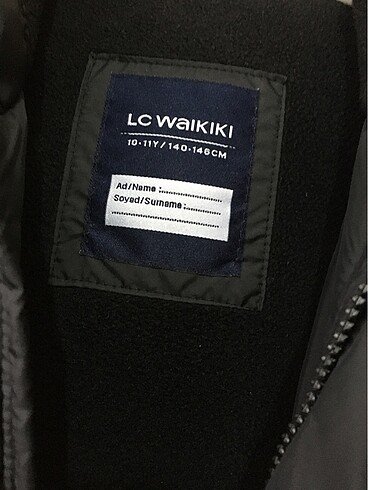 LC WAIKIKI
10-11Y / 140-146CM
Ad/Name :....................
Soyad/Surname :............
..................................